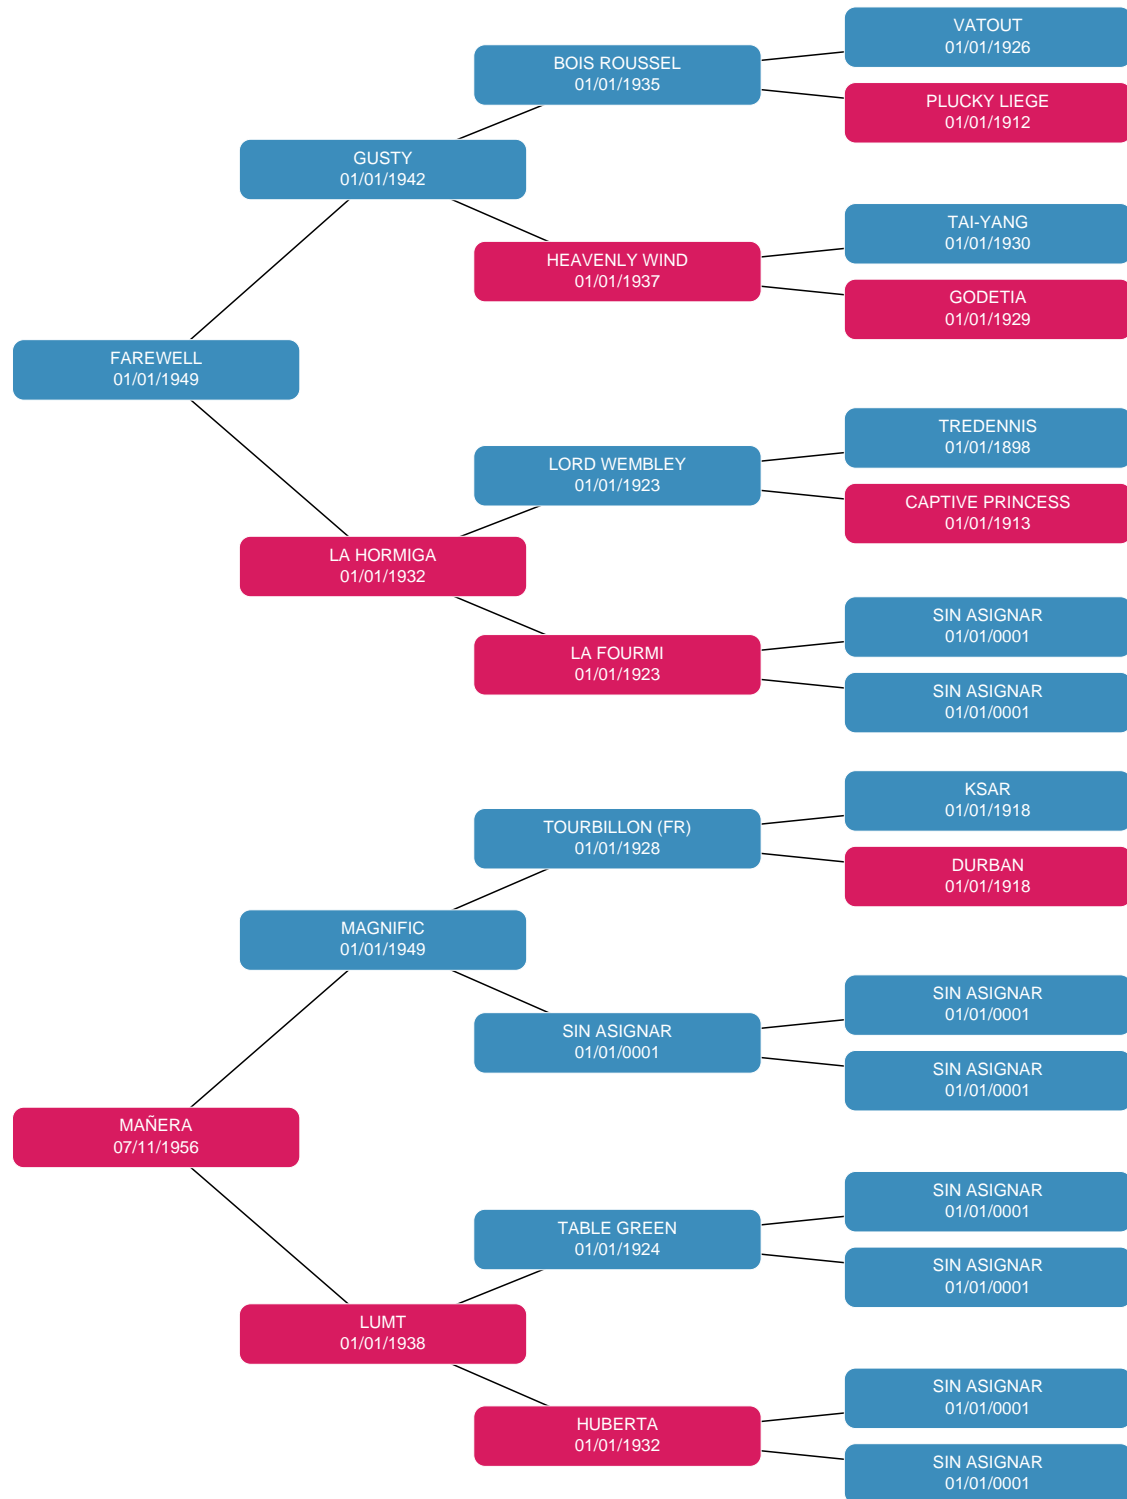 VATOUT
01/01/1926
BOIS ROUSSEL
01/01/1935
PLUCKY LIEGE
01/01/1912
GUSTY
01/01/1942
TAI-YANG
01/01/1930
HEAVENLY WIND
01/01/1937
GODETIA
01/01/1929
FAREWELL
01/01/1949
TREDENNIS
01/01/1898
LORD WEMBLEY
01/01/1923
CAPTIVE PRINCESS
01/01/1913
LA HORMIGA
01/01/1932
SIN ASIGNAR
01/01/0001
LA FOURMI
01/01/1923
SIN ASIGNAR
01/01/0001
KSAR
01/01/1918
TOURBILLON (FR)
01/01/1928
DURBAN
01/01/1918
MAGNIFIC
01/01/1949
SIN ASIGNAR
01/01/0001
SIN ASIGNAR
01/01/0001
SIN ASIGNAR
01/01/0001
MAÑERA
07/11/1956
SIN ASIGNAR
01/01/0001
TABLE GREEN
01/01/1924
SIN ASIGNAR
01/01/0001
LUMT
01/01/1938
SIN ASIGNAR
01/01/0001
HUBERTA
01/01/1932
SIN ASIGNAR
01/01/0001